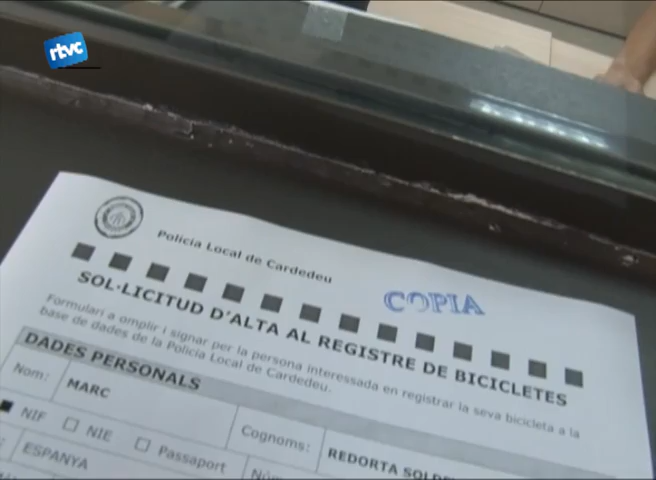 rtvc
Policia Local de Cardedeu
COPIA
SOL·LICITUD D'ALTA AL REGISTRE DE BICICLETES
Formulari a omplir i signar per la persona interessada en registrar la seva bicicleta a la
base de dades de la Policia Local de Cardedeu.
DADES PERSONALS
Nom: MARC
Cognoms: REDORTA
NIF NIE Passaport
ESPANYA